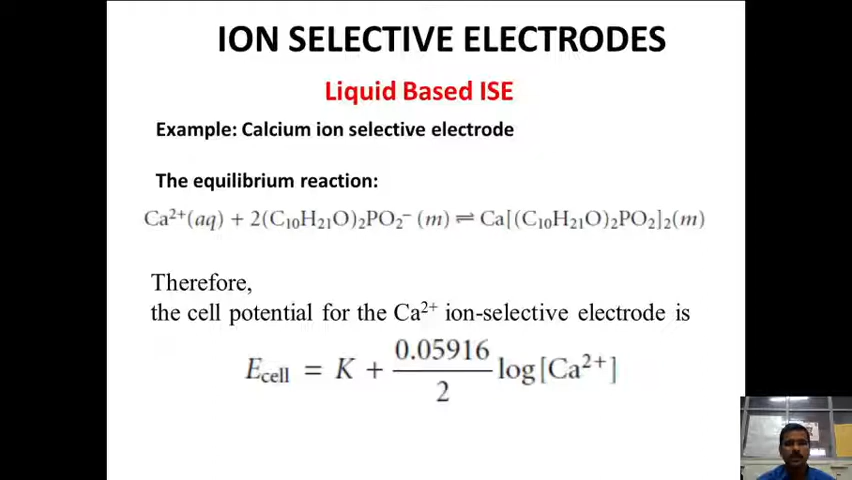 ION SELECTIVE ELECTRODES
Liquid Based ISE
Example: Calcium ion selective electrode
The equilibrium reaction:
Ca²⁺(aq) + 2(C₁₀H₂₁O)₂PO₂⁻ (m) ⇌ Ca[(C₁₀H₂₁O)₂PO₂]₂(m)
Therefore,
the cell potential for the Ca²⁺ ion-selective electrode is
E_cell = K + 0.05916/2 log[Ca²⁺]